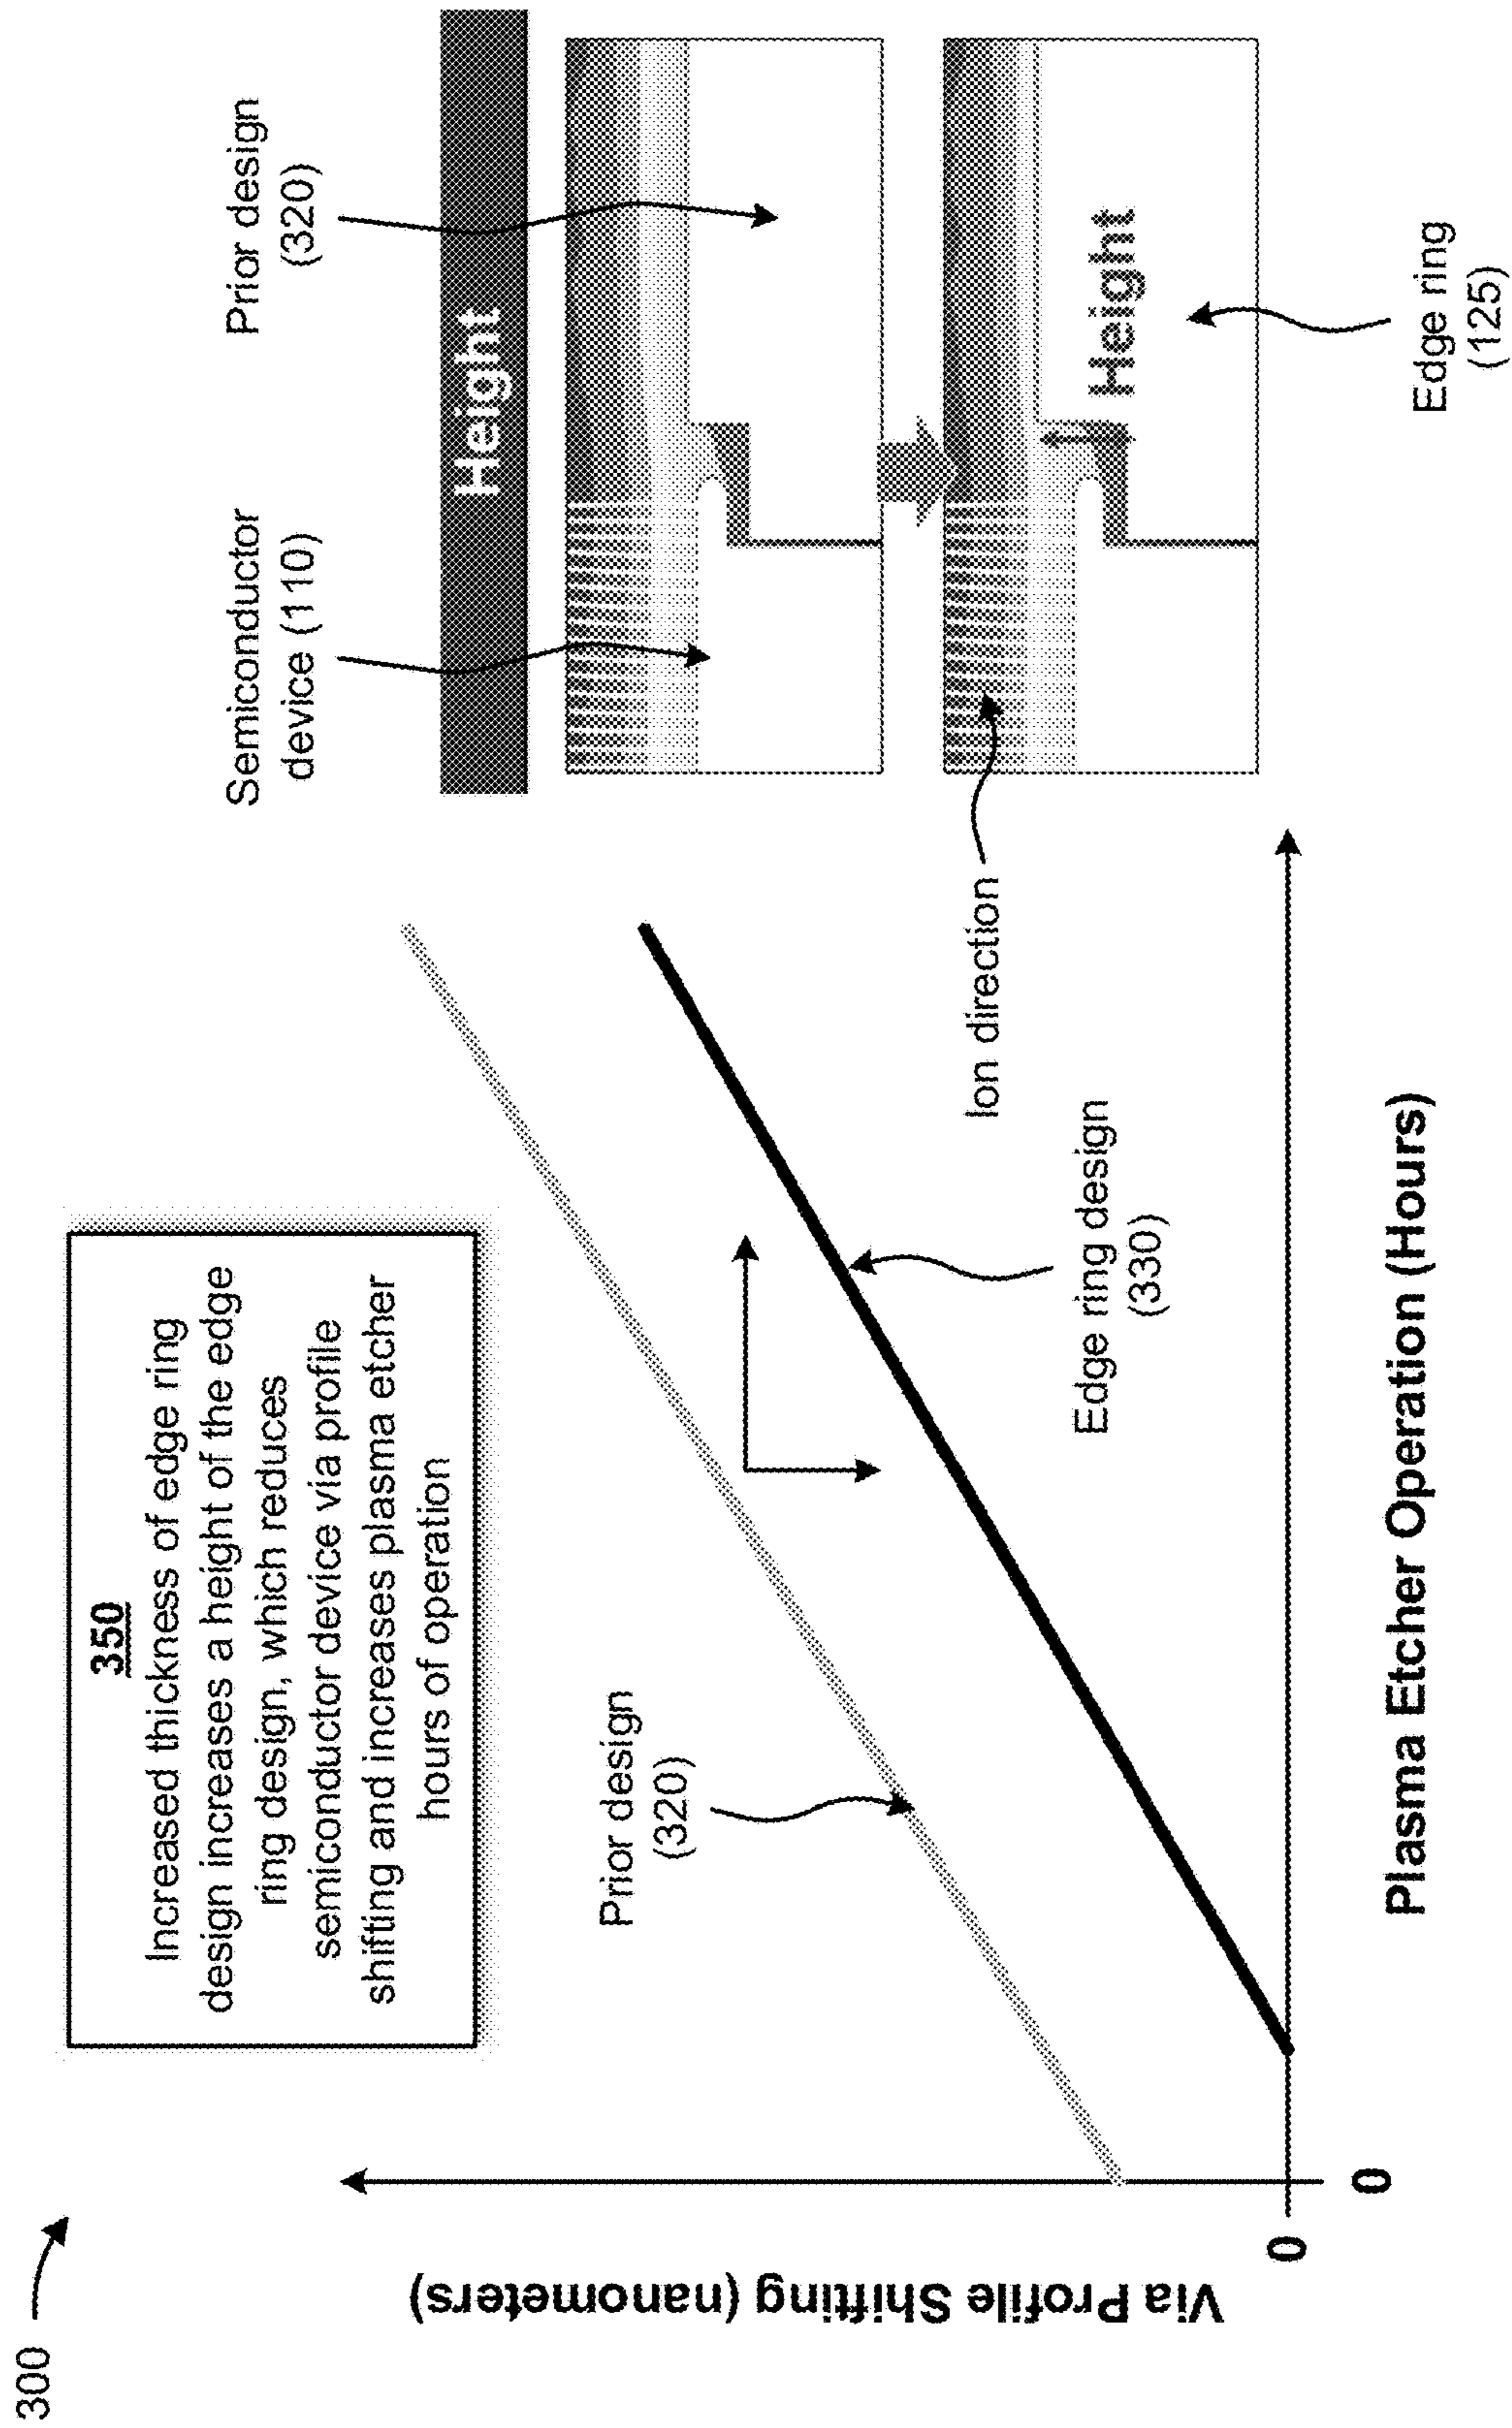 300
350
Increased thickness of edge ring
design increases a height of the edge
ring design, which reduces
semiconductor device via profile
shifting and increases plasma etcher
hours of operation
Via Profile Shifting (nanometers)
Prior design
(320)
Edge ring design
(330)
0
0
Plasma Etcher Operation (Hours)
Semiconductor
device (110)
Prior design
(320)
Height
Ion direction
Height
Edge ring
(125)